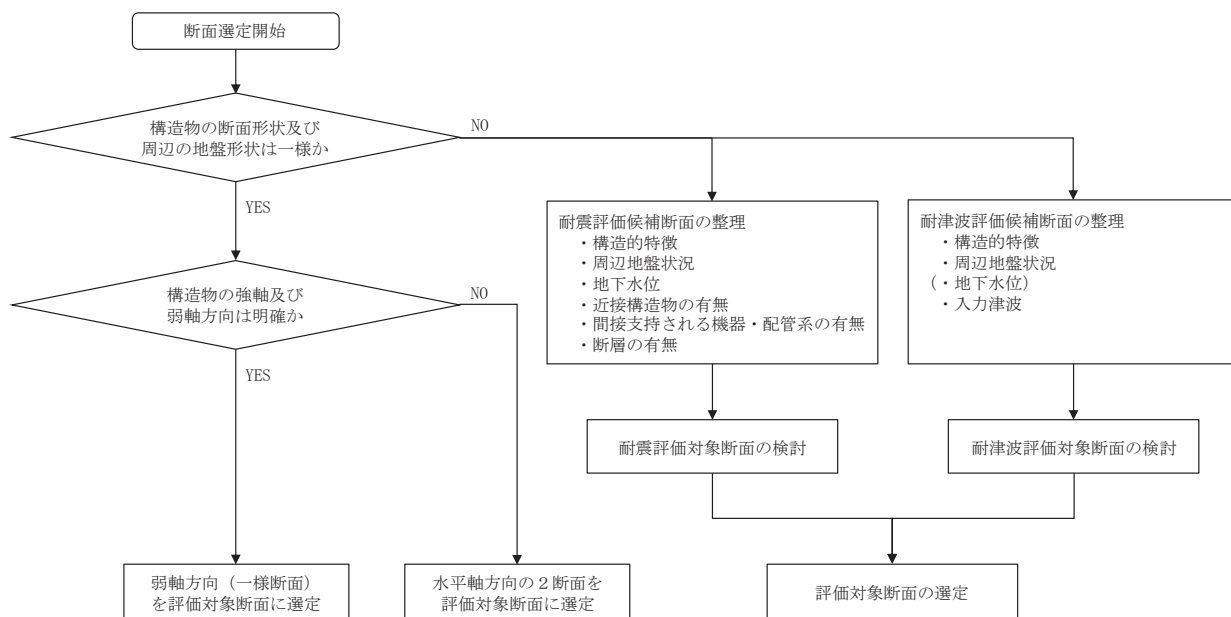 断面選定開始
構造物の断面形状及び
周辺の地盤形状は一様か
NO
YES
耐震評価候補断面の整理
・構造的特徴
・周辺地盤状況
・地下水位
・近接構造物の有無
・間接支持される機器・配管系の有無
・断層の有無
耐津波評価候補断面の整理
・構造的特徴
・周辺地盤状況
(・地下水位)
・入力津波
構造物の強軸及び
弱軸方向は明確か
NO
YES
耐震評価対象断面の検討
耐津波評価対象断面の検討
弱軸方向（一様断面）
を評価対象断面に選定
水平軸方向の２断面を
評価対象断面に選定
評価対象断面の選定